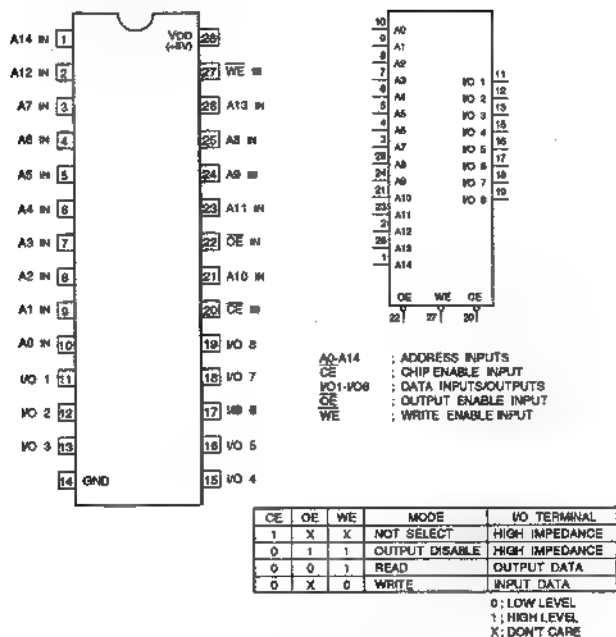 A14 IN 1
A12 IN 2
A7 IN 3
A6 IN 4
A5 IN 5
A4 IN 6
A3 IN 7
A2 IN 8
A1 IN 9
A0 IN 10
I/O 1 11
I/O 2 12
I/O 3 13
14 GND
VDD 28
(+5V)
27 WE IN
26 A13 IN
25 A8 IN
24 A9 IN
23 A11 IN
22 OE IN
21 A10 IN
20 CE IN
19 I/O 8
18 I/O 7
17 I/O 6
16 I/O 5
15 I/O 4
10 A0
9 A1
8 A2
7 A3
6 A4
5 A5
4 A6
3 A7
25 A8
24 A9
21 A10
23 A11
2 A12
26 A13
1 A14
I/O 1 11
I/O 2 12
I/O 3 13
I/O 4 15
I/O 5 16
I/O 6 17
I/O 7 18
I/O 8 19
OE WE CE
22 27 20
A0-A14 ; ADDRESS INPUTS
CE ; CHIP ENABLE INPUT
I/O1-I/O8 ; DATA INPUTS/OUTPUTS
OE ; OUTPUT ENABLE INPUT
WE ; WRITE ENABLE INPUT
CE OE WE MODE I/O TERMINAL
1 X X NOT SELECT HIGH IMPEDANCE
0 1 1 OUTPUT DISABLE HIGH IMPEDANCE
0 0 1 READ OUTPUT DATA
0 X 0 WRITE INPUT DATA
0 ; LOW LEVEL
1 ; HIGH LEVEL
X ; DON'T CARE